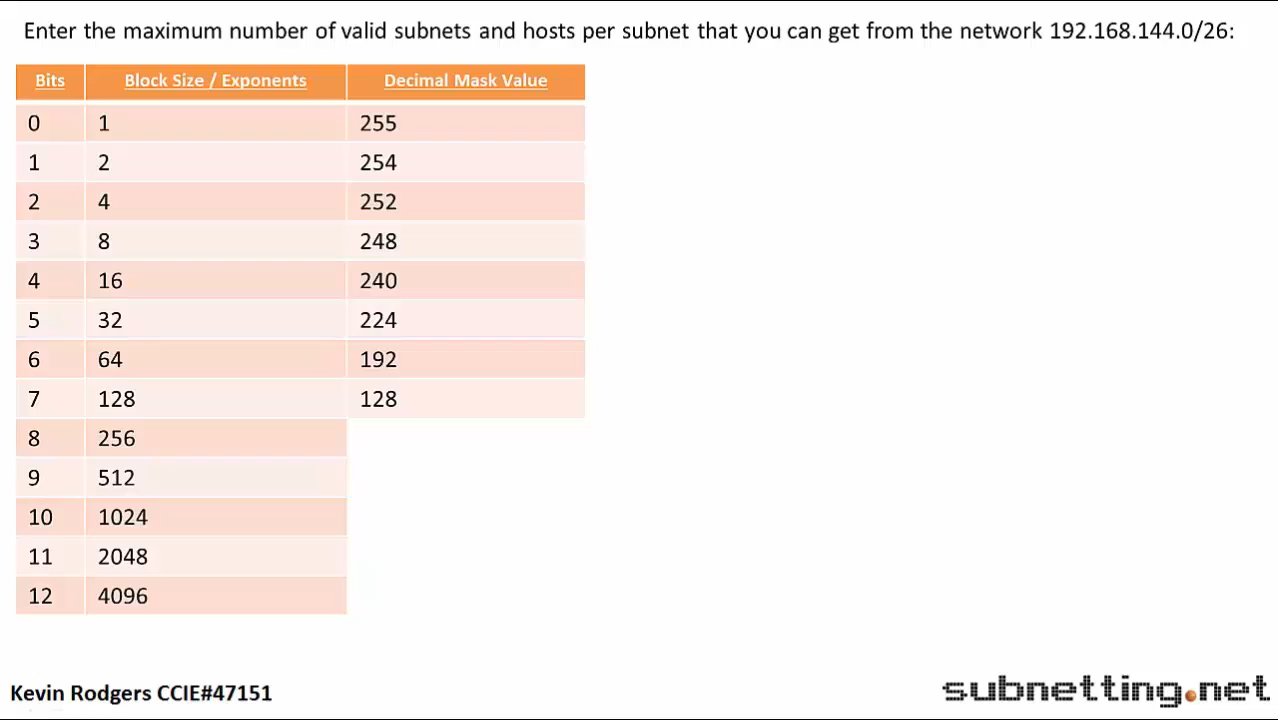 Enter the maximum number of valid subnets and hosts per subnet that you can get from the network 192.168.144.0/26:
Bits Block Size / Exponents Decimal Mask Value
0 1 255
1 2 254
2 4 252
3 8 248
4 16 240
5 32 224
6 64 192
7 128 128
8 256
9 512
10 1024
11 2048
12 4096
Kevin Rodgers CCIE#47151
subnetting.net